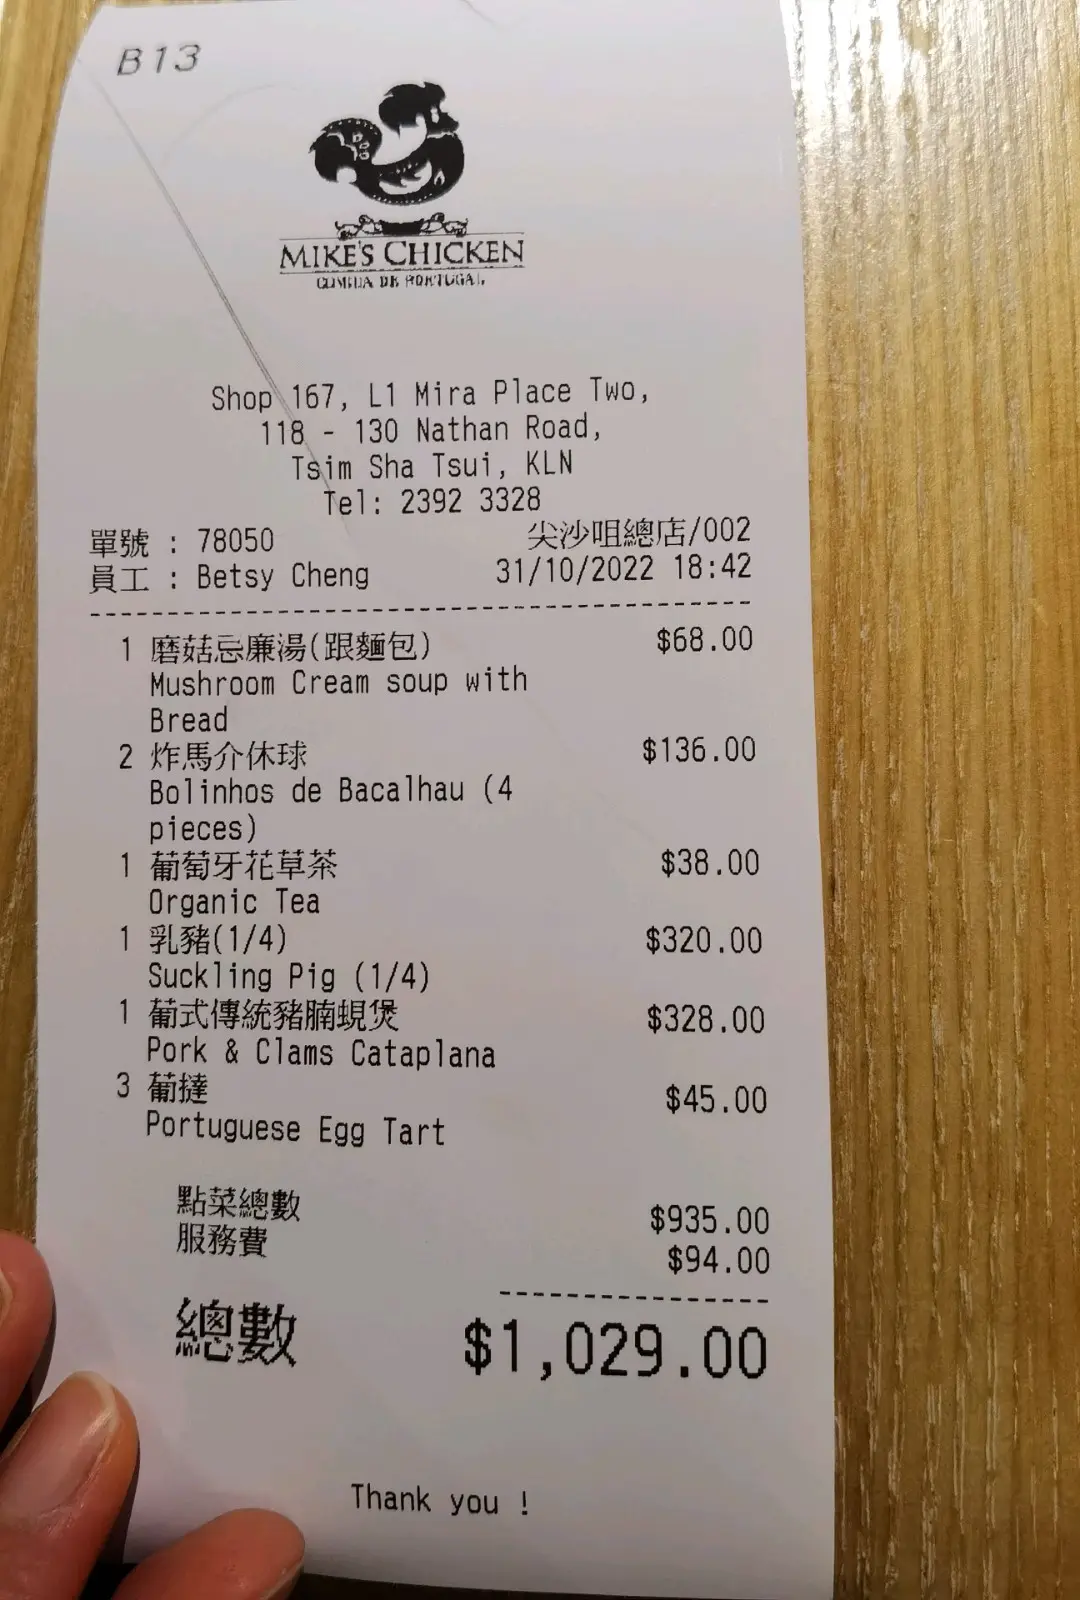 B13
MIKE'S CHICKEN
COMIDA DE PORTUGAL
Shop 167, L1 Mira Place Two,
118 - 130 Nathan Road,
Tsim Sha Tsui, KLN
Tel: 2392 3328
單號 : 78050 尖沙咀總店/002
員工 : Betsy Cheng 31/10/2022 18:42
1 磨菇忌廉湯(跟麵包) $68.00
Mushroom Cream soup with
Bread
2 炸馬介休球 $136.00
Bolinhos de Bacalhau (4
pieces)
1 葡萄牙花草茶 $38.00
Organic Tea
1 乳豬(1/4) $320.00
Suckling Pig (1/4)
1 葡式傳統豬腩蜆煲 $328.00
Pork & Clams Cataplana
3 葡撻 $45.00
Portuguese Egg Tart
點菜總數 $935.00
服務費 $94.00
總數 $1,029.00
Thank you !